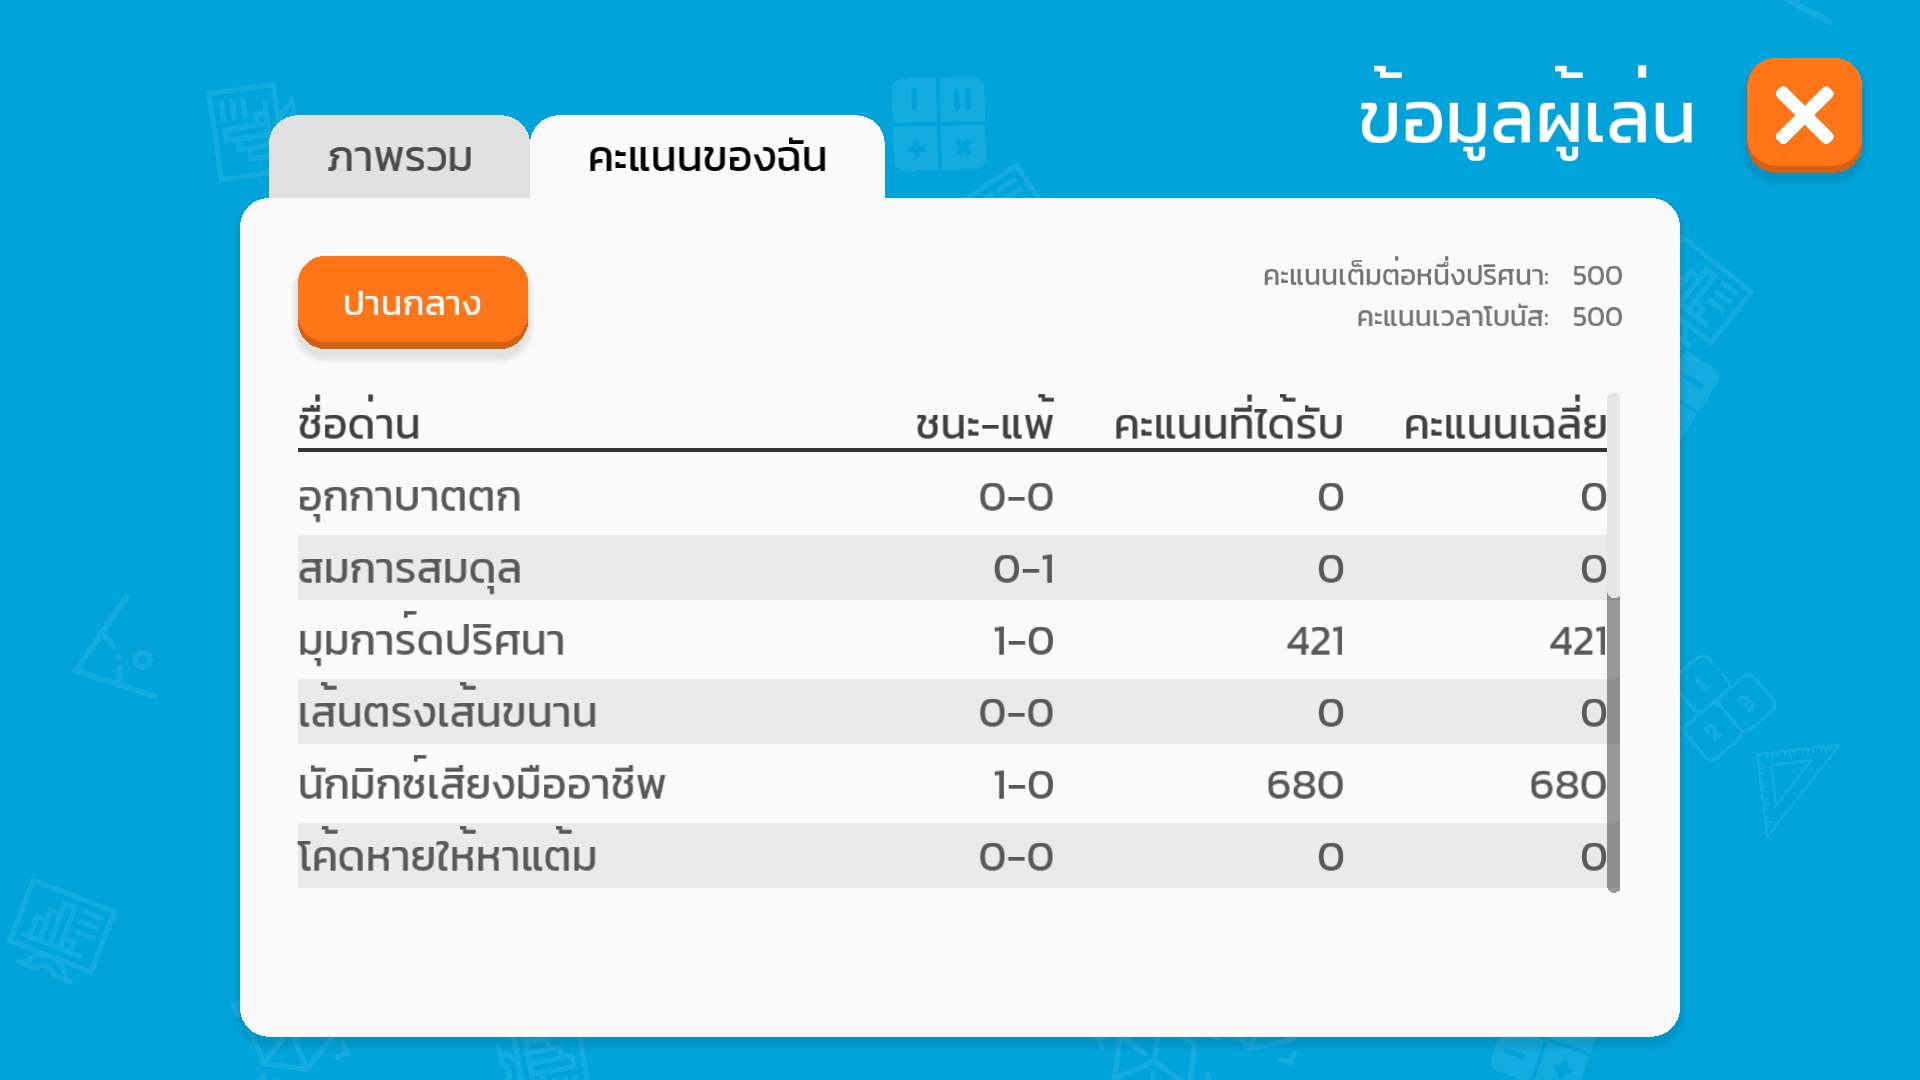 ข้อมูลผู้เล่น
ภาพรวม
คะแนนของฉัน
ปานกลาง
คะแนนเต็มต่อหนึ่งปริศนา: 500
คะแนนเวลาโบนัส: 500
ชื่อด่าน ชนะ-แพ้ คะแนนที่ได้รับ คะแนนเฉลี่ย
อุกกาบาตตก 0-0 0 0
สมการสมดุล 0-1 0 0
มุมการ์ดปริศนา 1-0 421 421
เส้นตรงเส้นขนาน 0-0 0 0
นักมิกซ์เสียงมืออาชีพ 1-0 680 680
โค้ดหายให้หาแต้ม 0-0 0 0